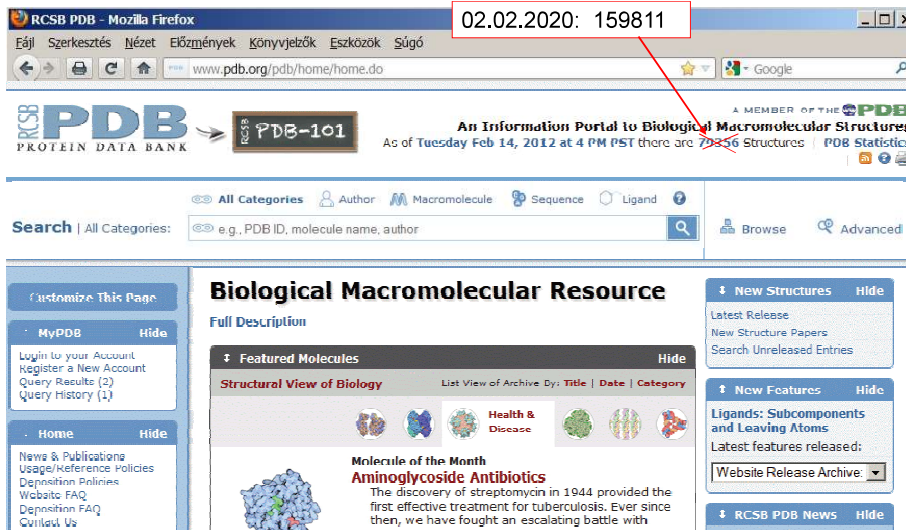 RCSB PDB - Mozilla Firefox
02.02.2020: 159811
Fájl Szerkesztés Nézet Előzmények Könyvjelzők Eszközök Súgó
www.pdb.org/pdb/home/home.do
Google
A MEMBER OF THE PDB
RCSB PDB
PROTEIN DATA BANK
RCSB PDB-101
An Information Portal to Biological Macromolecular Structures
As of Tuesday Feb 14, 2012 at 4 PM PST there are 79356 Structures | PDB Statistics
All Categories Author Macromolecule Sequence Ligand
Search | All Categories:
e.g., PDB ID, molecule name, author
Browse Advanced
Customize This Page
MyPDB Hide
Login to your Account
Register a New Account
Query Results (2)
Query History (1)
Home Hide
News & Publications
Usage/Reference Policies
Deposition Policies
Website FAQ
Deposition FAQ
Contact Us
Biological Macromolecular Resource
Full Description
Featured Molecules Hide
Structural View of Biology
List View of Archive By: Title | Date | Category
Health & Disease
Molecule of the Month
Aminoglycoside Antibiotics
The discovery of streptomycin in 1944 provided the
first effective treatment for tuberculosis. Ever since
then, we have fought an escalating battle with
New Structures Hide
Latest Release
New Structure Papers
Search Unreleased Entries
New Features Hide
Ligands: Subcomponents
and Leaving Atoms
Latest features released:
Website Release Archive:
RCSB PDB News Hide